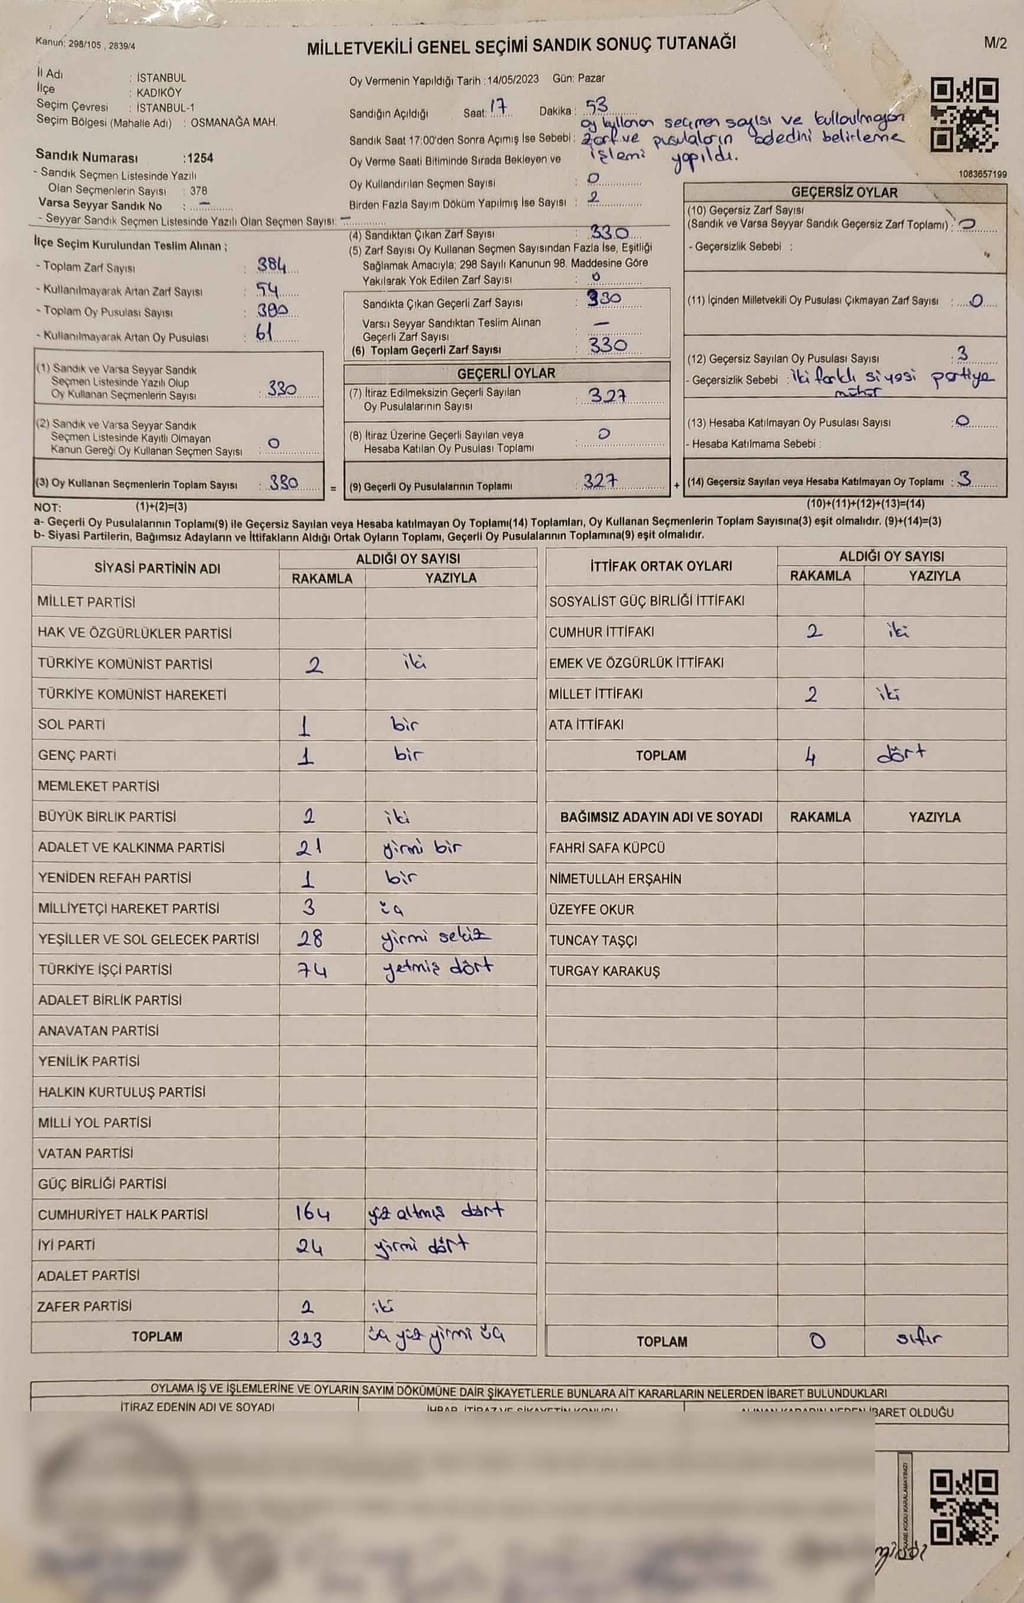 Kanun: 298/105 , 2839/4
MİLLETVEKİLİ GENEL SEÇİMİ SANDIK SONUÇ TUTANAĞI
M/2
İl Adı : İSTANBUL
İlçe : KADIKÖY
Seçim Çevresi : İSTANBUL-1
Seçim Bölgesi (Mahalle Adı) : OSMANAĞA MAH.
Sandık Numarası :1254
- Sandık Seçmen Listesinde Yazılı
Olan Seçmenlerin Sayısı : 378
Varsa Seyyar Sandık No : –
- Seyyar Sandık Seçmen Listesinde Yazılı Olan Seçmen Sayısı: –
Oy Vermenin Yapıldığı Tarih :14/05/2023 Gün: Pazar
Sandığın Açıldığı Saat: 17 Dakika : 53
Sandık Saat 17:00'den Sonra Açımış İse Sebebi : oy kullanan seçmen sayısı ve kullanılmayan
zarf ve pusulaların adedini belirleme
işlemi yapıldı.
Oy Verme Saati Bitiminde Sırada Bekleyen ve
Oy Kullandırılan Seçmen Sayısı : 0
Birden Fazla Sayım Döküm Yapılmış İse Sayısı : 2
1083657199
İlçe Seçim Kurulundan Teslim Alınan ;
- Toplam Zarf Sayısı : 384
- Kullanılmayarak Artan Zarf Sayısı : 54
- Toplam Oy Pusulası Sayısı : 390
- Kullanılmayarak Artan Oy Pusulası : 61
(1) Sandık ve Varsa Seyyar Sandık
Seçmen Listesinde Yazılı Olup
Oy Kullanan Seçmenlerin Sayısı : 330
(2) Sandık ve Varsa Seyyar Sandık
Seçmen Listesinde Kayıtlı Olmayan
Kanun Gereği Oy Kullanan Seçmen Sayısı : 0
(3) Oy Kullanan Seçmenlerin Toplam Sayısı : 330
(4) Sandıktan Çıkan Zarf Sayısı : 330
(5) Zarf Sayısı Oy Kullanan Seçmen Sayısından Fazla İse, Eşitliği
Sağlamak Amacıyla; 298 Sayılı Kanunun 98. Maddesine Göre
Yakılarak Yok Edilen Zarf Sayısı : 0
Sandıkta Çıkan Geçerli Zarf Sayısı : 330
Varsa Seyyar Sandıktan Teslim Alınan
Geçerli Zarf Sayısı : –
(6) Toplam Geçerli Zarf Sayısı : 330
GEÇERLİ OYLAR
(7) İtiraz Edilmeksizin Geçerli Sayılan
Oy Pusulalarının Sayısı : 327
(8) İtiraz Üzerine Geçerli Sayılan veya
Hesaba Katılan Oy Pusulası Toplamı : 0
= (9) Geçerli Oy Pusulalarının Toplamı : 327
GEÇERSİZ OYLAR
(10) Geçersiz Zarf Sayısı
(Sandık ve Varsa Seyyar Sandık Geçersiz Zarf Toplamı) : 0
- Geçersizlik Sebebi :
(11) İçinden Milletvekili Oy Pusulası Çıkmayan Zarf Sayısı : 0
(12) Geçersiz Sayılan Oy Pusulası Sayısı : 3
- Geçersizlik Sebebi : iki farklı siyasi partiye
mühür
(13) Hesaba Katılmayan Oy Pusulası Sayısı : 0
- Hesaba Katılmama Sebebi :
+ (14) Geçersiz Sayılan veya Hesaba Katılmayan Oy Toplamı : 3
NOT: (1)+(2)=(3) (10)+(11)+(12)+(13)=(14)
a- Geçerli Oy Pusulalarının Toplamı(9) ile Geçersiz Sayılan veya Hesaba katılmayan Oy Toplamı(14) Toplamları, Oy Kullanan Seçmenlerin Toplam Sayısına(3) eşit olmalıdır. (9)+(14)=(3)
b- Siyasi Partilerin, Bağımsız Adayların ve İttifakların Aldığı Ortak Oyların Toplamı, Geçerli Oy Pusulalarının Toplamına(9) eşit olmalıdır.
SİYASİ PARTİNİN ADI ALDIĞI OY SAYISI
RAKAMLA YAZIYLA
MİLLET PARTİSİ
HAK VE ÖZGÜRLÜKLER PARTİSİ
TÜRKİYE KOMÜNİST PARTİSİ 2 iki
TÜRKİYE KOMÜNİST HAREKETİ
SOL PARTİ 1 bir
GENÇ PARTİ 1 bir
MEMLEKET PARTİSİ
BÜYÜK BİRLİK PARTİSİ 2 iki
ADALET VE KALKINMA PARTİSİ 21 yirmi bir
YENİDEN REFAH PARTİSİ 1 bir
MİLLİYETÇİ HAREKET PARTİSİ 3 üç
YEŞİLLER VE SOL GELECEK PARTİSİ 28 yirmi sekiz
TÜRKİYE İŞÇİ PARTİSİ 74 yetmiş dört
ADALET BİRLİK PARTİSİ
ANAVATAN PARTİSİ
YENİLİK PARTİSİ
HALKIN KURTULUŞ PARTİSİ
MİLLİ YOL PARTİSİ
VATAN PARTİSİ
GÜÇ BİRLİĞİ PARTİSİ
CUMHURİYET HALK PARTİSİ 164 yüz altmış dört
İYİ PARTİ 24 yirmi dört
ADALET PARTİSİ
ZAFER PARTİSİ 2 iki
TOPLAM 323 üç yüz yirmi üç
İTTİFAK ORTAK OYLARI ALDIĞI OY SAYISI
RAKAMLA YAZIYLA
SOSYALİST GÜÇ BİRLİĞİ İTTİFAKI
CUMHUR İTTİFAKI 2 iki
EMEK VE ÖZGÜRLÜK İTTİFAKI
MİLLET İTTİFAKI 2 iki
ATA İTTİFAKI
TOPLAM 4 dört
BAĞIMSIZ ADAYIN ADI VE SOYADI RAKAMLA YAZIYLA
FAHRİ SAFA KÜPCÜ
NİMETULLAH ERŞAHİN
ÜZEYFE OKUR
TUNCAY TAŞÇI
TURGAY KARAKUŞ
TOPLAM 0 sıfır
OYLAMA İŞ VE İŞLEMLERİNE VE OYLARIN SAYIM DÖKÜMÜNE DAİR ŞİKAYETLERLE BUNLARA AİT KARARLARIN NELERDEN İBARET BULUNDUKLARI
İTİRAZ EDENİN ADI VE SOYADI
İBARET OLDUĞU
KARE KODU KARALAMAYINIZ!